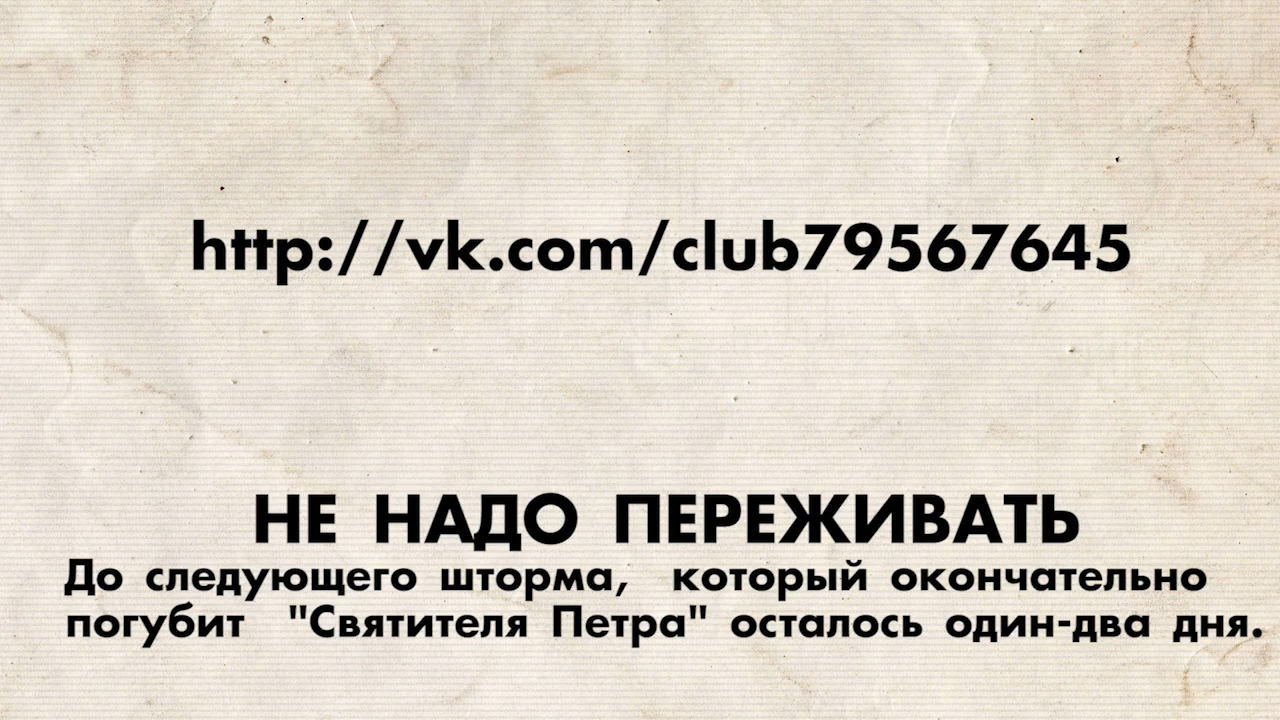 http://vk.com/club79567645
НЕ НАДО ПЕРЕЖИВАТЬ
До следующего шторма, который окончательно
погубит "Святителя Петра" осталось один-два дня.